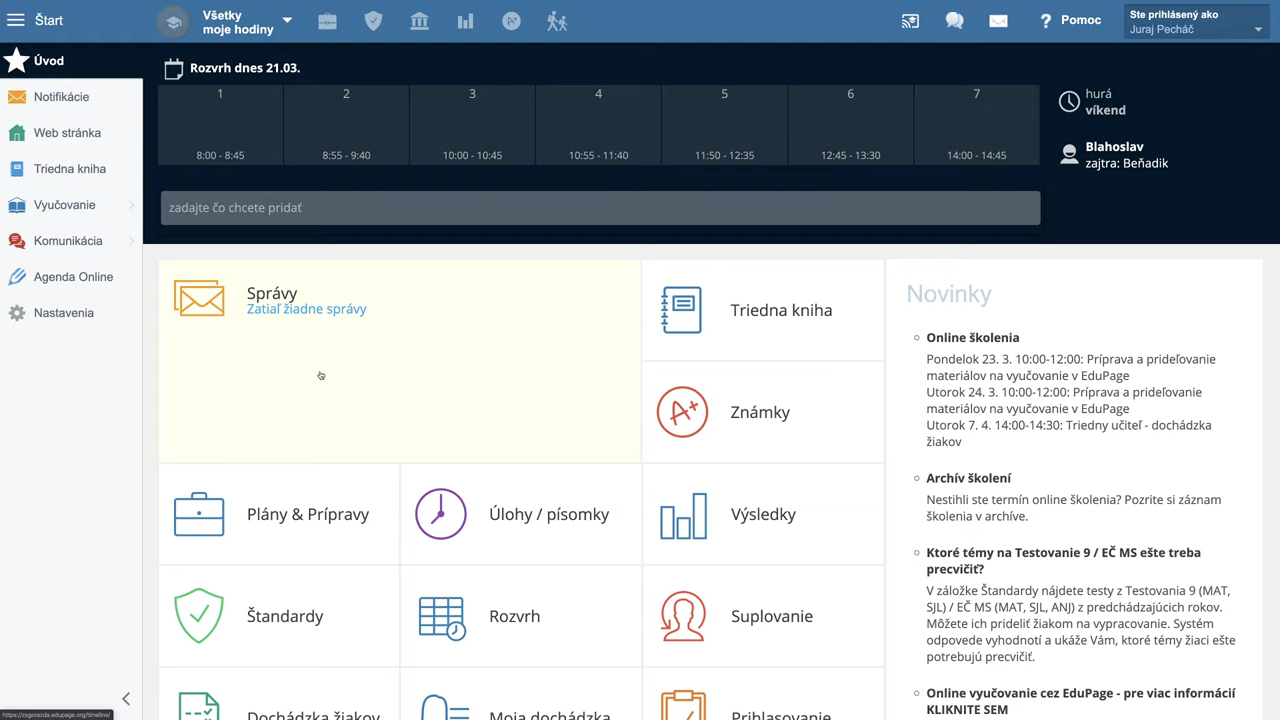 Štart
Všetky
moje hodiny
Pomoc
Ste prihlásený ako
Juraj Pecháč
Úvod
Notifikácie
Web stránka
Triedna kniha
Vyučovanie
Komunikácia
Agenda Online
Nastavenia
Rozvrh dnes 21.03.
1 2 3 4 5 6 7
8:00 - 8:45 8:55 - 9:40 10:00 - 10:45 10:55 - 11:40 11:50 - 12:35 12:45 - 13:30 14:00 - 14:45
hurá
víkend
Blahoslav
zajtra: Beňadik
zadajte čo chcete pridať
Správy
Zatiaľ žiadne správy
Triedna kniha
A+ Známky
Plány & Prípravy
Úlohy / písomky
Výsledky
Štandardy
Rozvrh
Suplovanie
Dochádzka žiakov
Moja dochádzka
Prihlasovanie
Novinky
Online školenia
Pondelok 23. 3. 10:00-12:00: Príprava a prideľovanie
materiálov na vyučovanie v EduPage
Utorok 24. 3. 10:00-12:00: Príprava a prideľovanie
materiálov na vyučovanie v EduPage
Utorok 7. 4. 14:00-14:30: Triedny učiteľ - dochádzka
žiakov
Archív školení
Nestihli ste termín online školenia? Pozrite si záznam
školenia v archíve.
Ktoré témy na Testovanie 9 / EČ MS ešte treba
precvičiť?
V záložke Štandardy nájdete testy z Testovania 9 (MAT,
SJL) / EČ MS (MAT, SJL, ANJ) z predchádzajúcich rokov.
Môžete ich prideliť žiakom na vypracovanie. Systém
odpovede vyhodnotí a ukáže Vám, ktoré témy žiaci ešte
potrebujú precvičiť.
Online vyučovanie cez EduPage - pre viac informácií
KLIKNITE SEM
https://zsgorazda.edupage.org/timeline/